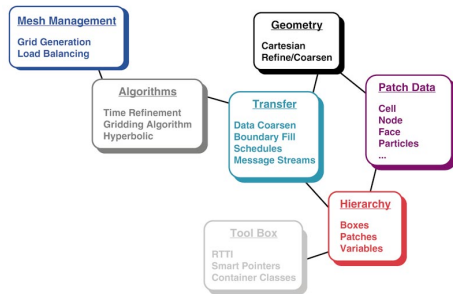 Mesh Management
Grid Generation
Load Balancing
Geometry
Cartesian
Refine/Coarsen
Algorithms
Time Refinement
Gridding Algorithm
Hyperbolic
Transfer
Data Coarsen
Boundary Fill
Schedules
Message Streams
Patch Data
Cell
Node
Face
Particles
...
Hierarchy
Boxes
Patches
Variables
Tool Box
RTTI
Smart Pointers
Container Classes